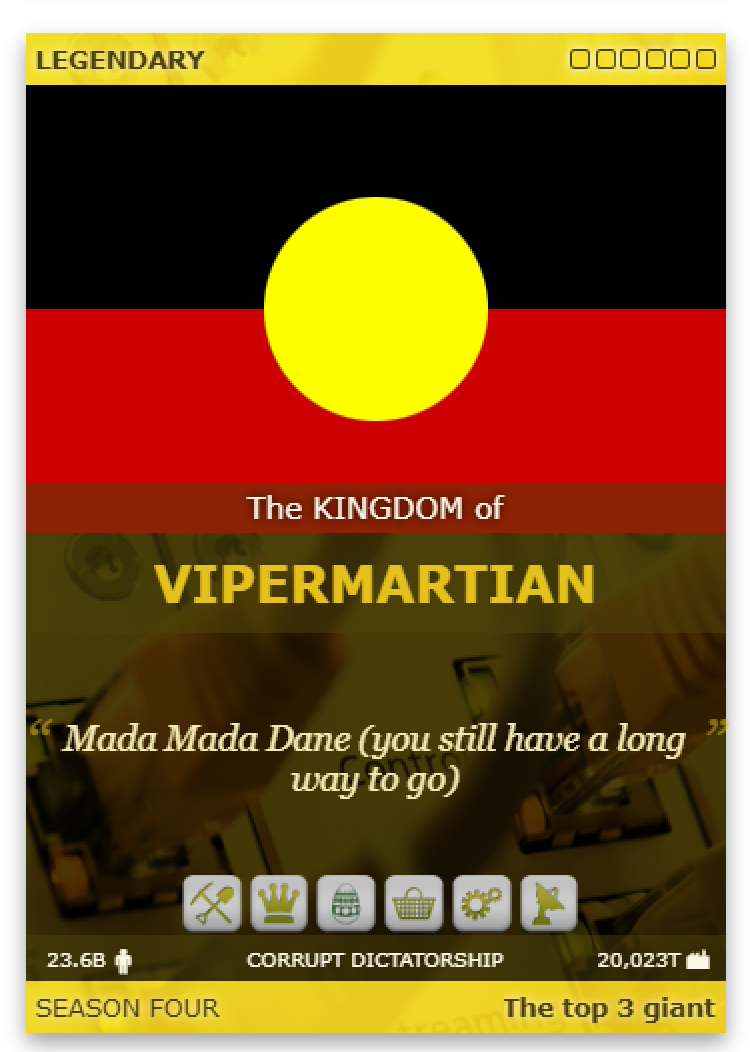 LEGENDARY
The KINGDOM of
VIPERMARTIAN
“ Mada Mada Dane (you still have a long ”
way to go)
23.6B CORRUPT DICTATORSHIP 20,023T
SEASON FOUR The top 3 giant